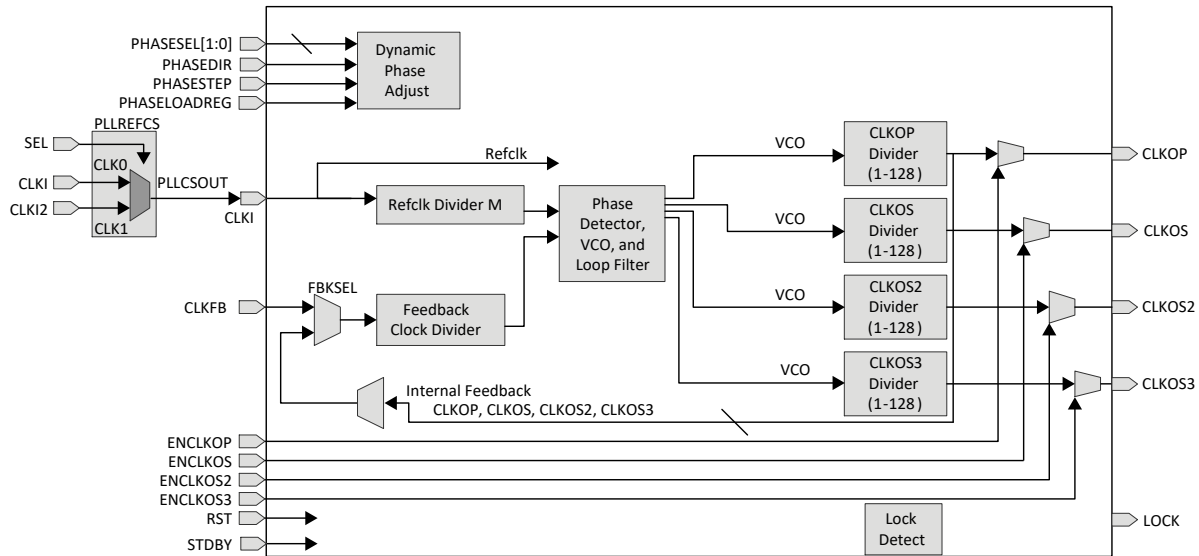 PHASESEL[1:0]
PHASEDIR
PHASESTEP
PHASELOADREG
Dynamic
Phase
Adjust
PLLREFCS
SEL
CLK0
CLKI
CLKI2
CLK1
PLLCSOUT
CLKI
Refclk
Refclk Divider M
Phase
Detector,
VCO, and
Loop Filter
VCO
CLKOP
Divider
(1-128)
CLKOP
VCO
CLKOS
Divider
(1-128)
CLKOS
CLKFB
FBKSEL
Feedback
Clock Divider
VCO
CLKOS2
Divider
(1-128)
CLKOS2
VCO
CLKOS3
Divider
(1-128)
CLKOS3
Internal Feedback
CLKOP, CLKOS, CLKOS2, CLKOS3
ENCLKOP
ENCLKOS
ENCLKOS2
ENCLKOS3
RST
STDBY
Lock
Detect
LOCK